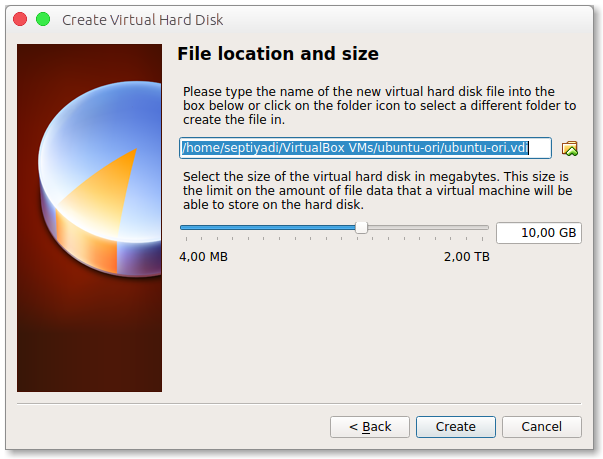 Create Virtual Hard Disk
File location and size
Please type the name of the new virtual hard disk file into the
box below or click on the folder icon to select a different folder to
create the file in.
/home/septiyadi/VirtualBox VMs/ubuntu-ori/ubuntu-ori.vdi
Select the size of the virtual hard disk in megabytes. This size is
the limit on the amount of file data that a virtual machine will be
able to store on the hard disk.
10,00 GB
4,00 MB 2,00 TB
< Back Create Cancel